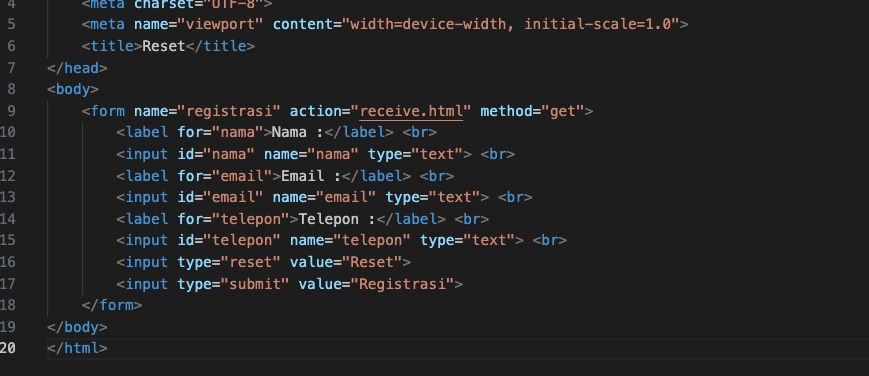 4 <meta charset="UTF-8">
5 <meta name="viewport" content="width=device-width, initial-scale=1.0">
6 <title>Reset</title>
7 </head>
8 <body>
9 <form name="registrasi" action="receive.html" method="get">
10 <label for="nama">Nama :</label> <br>
11 <input id="nama" name="nama" type="text"> <br>
12 <label for="email">Email :</label> <br>
13 <input id="email" name="email" type="text"> <br>
14 <label for="telepon">Telepon :</label> <br>
15 <input id="telepon" name="telepon" type="text"> <br>
16 <input type="reset" value="Reset">
17 <input type="submit" value="Registrasi">
18 </form>
19 </body>
20 </html>